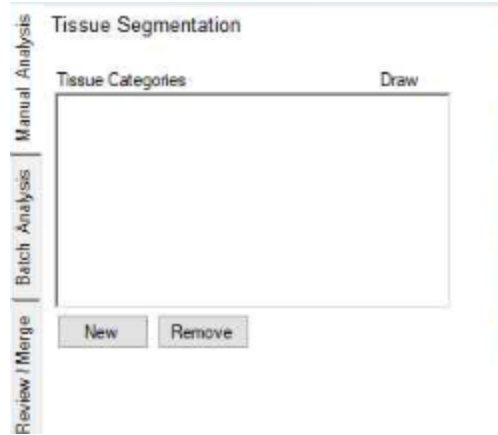 Tissue Segmentation
Tissue Categories Draw
New Remove
Manual Analysis
Batch Analysis
Review / Merge